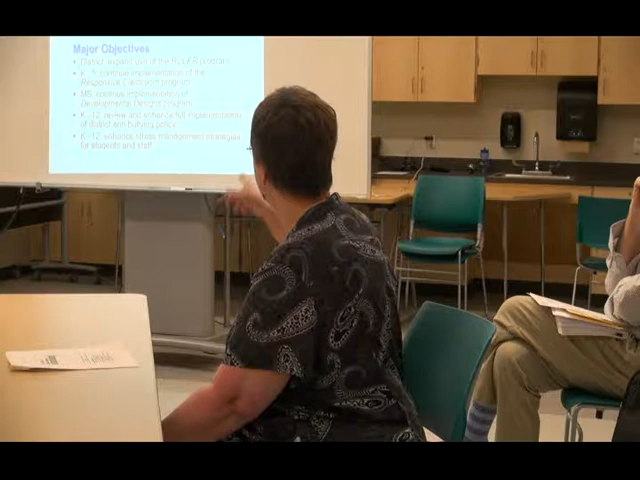 Major Objectives
• District: expand use of the RULER program
• K-5: continue implementation of the
Responsive Classroom program
• MS: continue implementation of
Developmental Designs program
• K-12: review and enhance full implementation
of district anti-bullying policy
• K-12: enhance stress management strategies
for students and staff